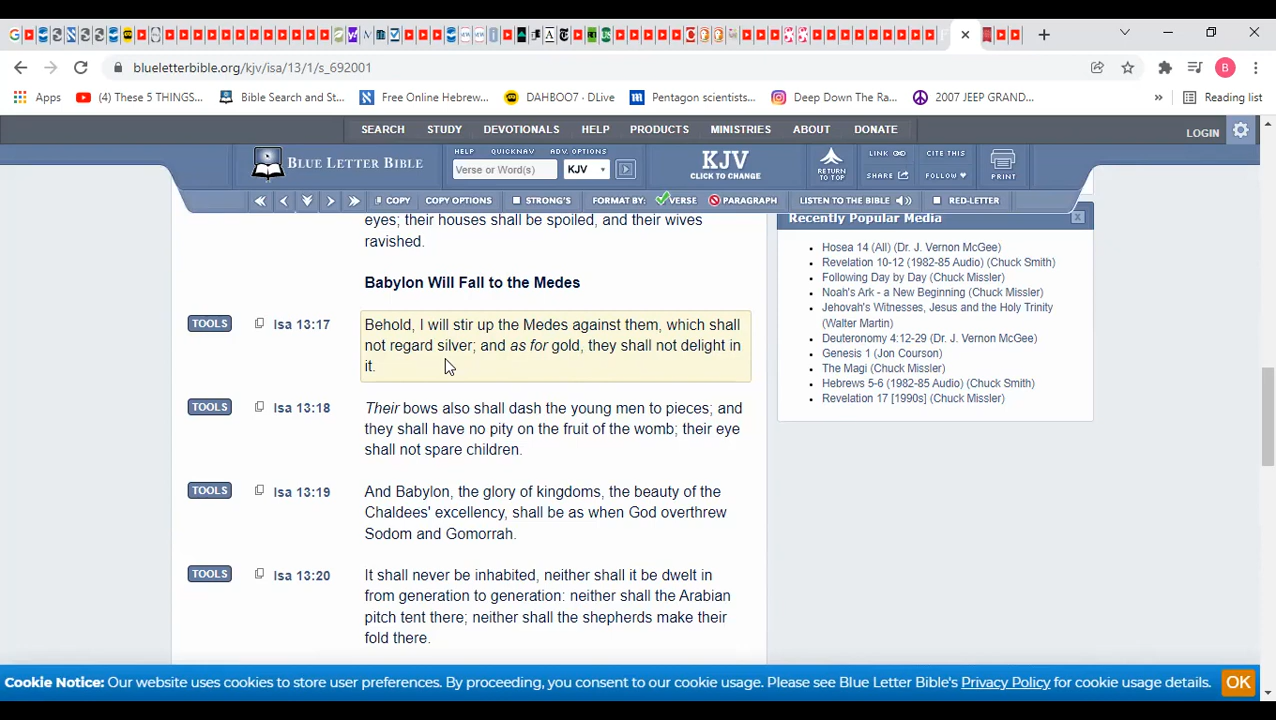 blueletterbible.org/kjv/isa/13/1/s_692001
B
Apps
(4) These 5 THINGS...
Bible Search and St...
Free Online Hebrew...
DAHBOO7 - DLive
Pentagon scientists...
Deep Down The Ra...
2007 JEEP GRAND...
»
Reading list
SEARCH STUDY DEVOTIONALS HELP PRODUCTS MINISTRIES ABOUT DONATE
LOGIN
BLUE LETTER BIBLE
HELP QUICKNAV ADV. OPTIONS
Verse or Word(s)
KJV
KJV
CLICK TO CHANGE
RETURN
TO TOP
LINK
SHARE
CITE THIS
FOLLOW
PRINT
COPY COPY OPTIONS STRONG'S FORMAT BY: VERSE PARAGRAPH LISTEN TO THE BIBLE RED-LETTER
eyes; their houses shall be spoiled, and their wives
ravished.
Babylon Will Fall to the Medes
TOOLS Isa 13:17 Behold, I will stir up the Medes against them, which shall
not regard silver; and as for gold, they shall not delight in
it.
TOOLS Isa 13:18 Their bows also shall dash the young men to pieces; and
they shall have no pity on the fruit of the womb; their eye
shall not spare children.
TOOLS Isa 13:19 And Babylon, the glory of kingdoms, the beauty of the
Chaldees' excellency, shall be as when God overthrew
Sodom and Gomorrah.
TOOLS Isa 13:20 It shall never be inhabited, neither shall it be dwelt in
from generation to generation: neither shall the Arabian
pitch tent there; neither shall the shepherds make their
fold there.
Recently Popular Media
Hosea 14 (All) (Dr. J. Vernon McGee)
Revelation 10-12 (1982-85 Audio) (Chuck Smith)
Following Day by Day (Chuck Missler)
Noah's Ark - a New Beginning (Chuck Missler)
Jehovah's Witnesses, Jesus and the Holy Trinity
(Walter Martin)
Deuteronomy 4:12-29 (Dr. J. Vernon McGee)
Genesis 1 (Jon Courson)
The Magi (Chuck Missler)
Hebrews 5-6 (1982-85 Audio) (Chuck Smith)
Revelation 17 [1990s] (Chuck Missler)
Cookie Notice: Our website uses cookies to store user preferences. By proceeding, you consent to our cookie usage. Please see Blue Letter Bible's Privacy Policy for cookie usage details.
OK